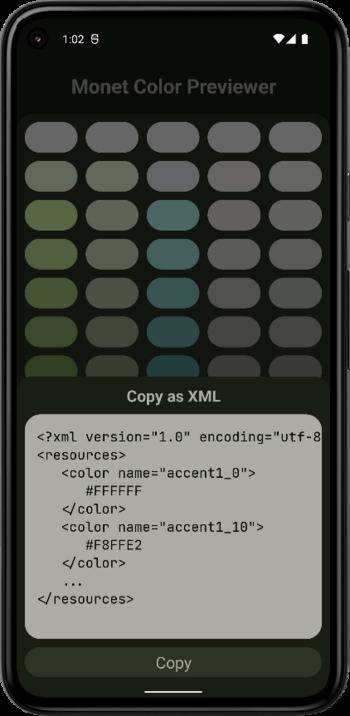 1:02
Monet Color Previewer
Copy as XML
<?xml version="1.0" encoding="utf-8
<resources>
<color name="accent1_0">
#FFFFFF
</color>
<color name="accent1_10">
#F8FFE2
</color>
...
</resources>
Copy